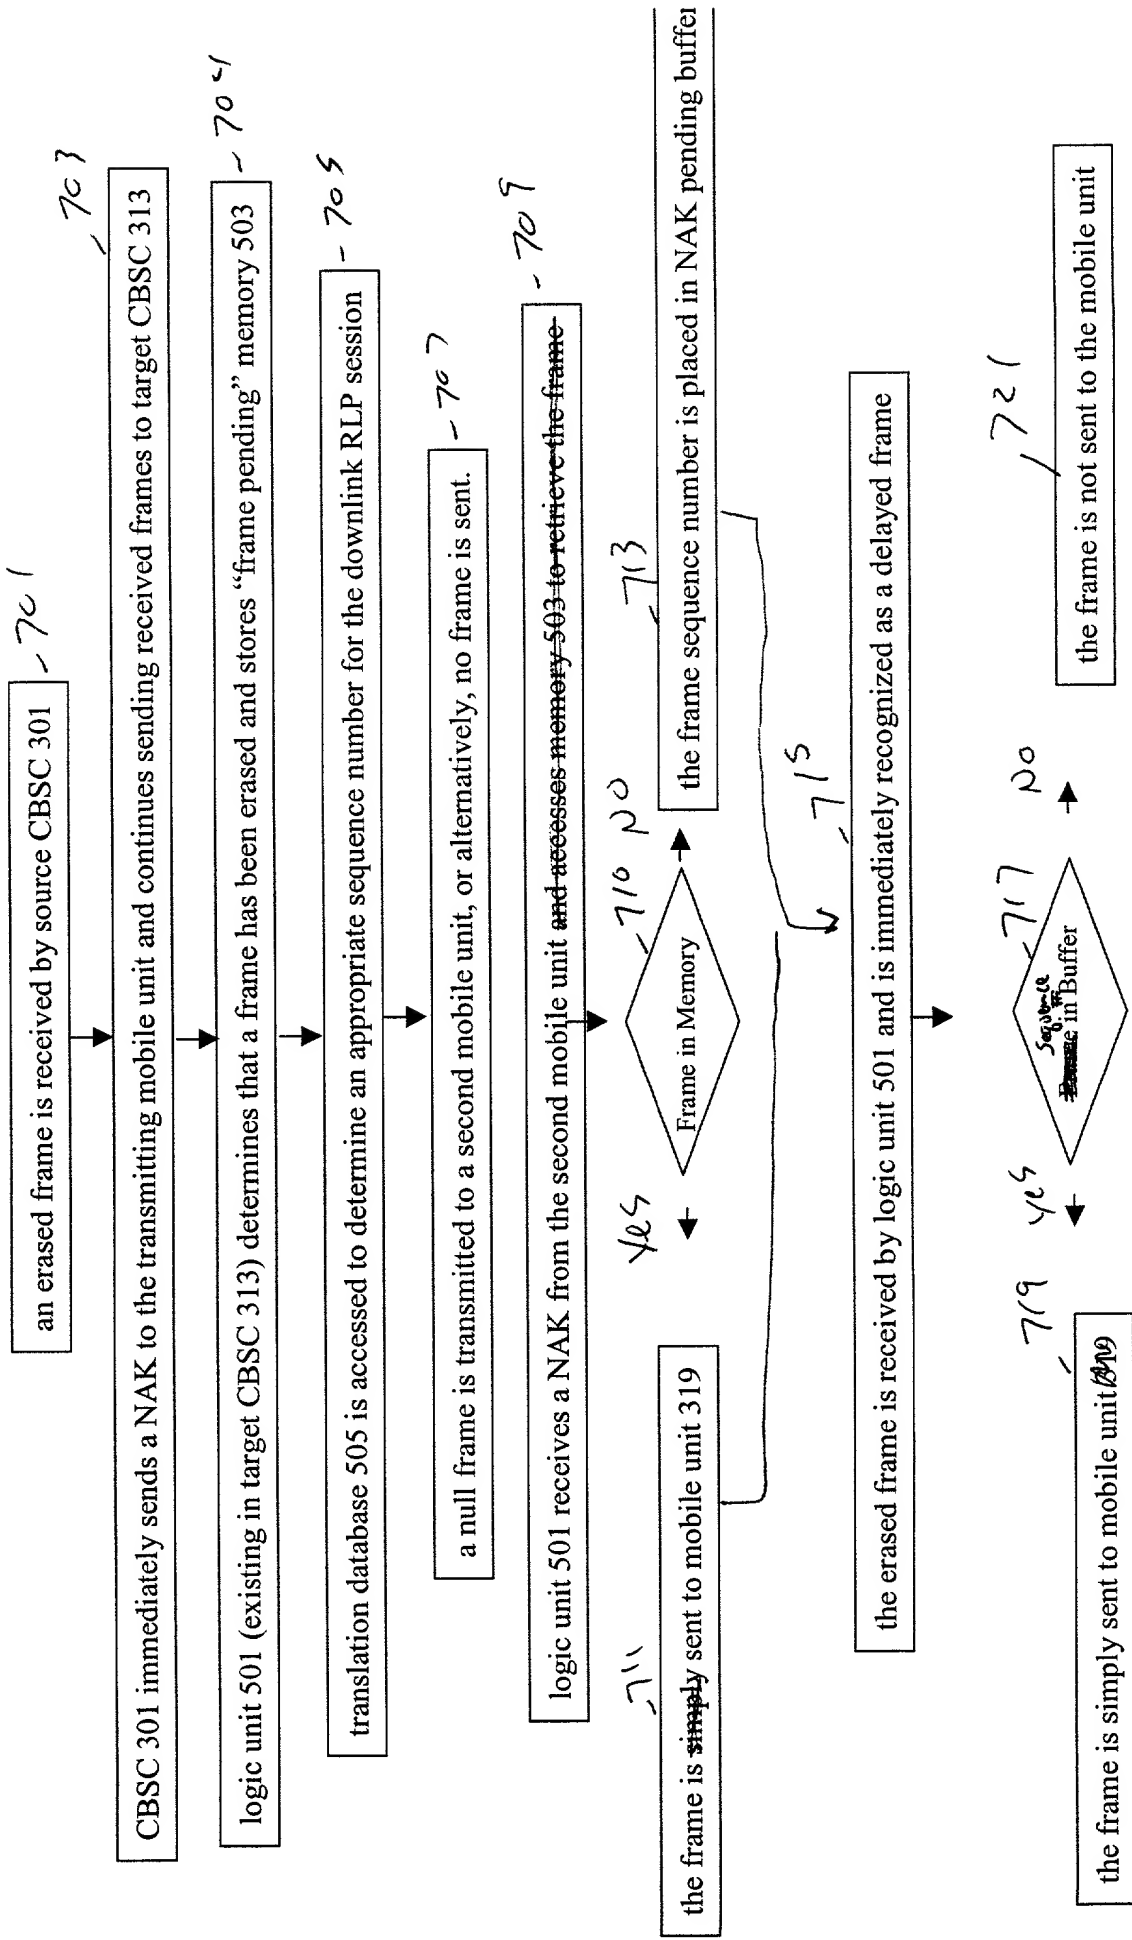 an erased frame is received by source CBSC 301
- 701
- 703
CBSC 301 immediately sends a NAK to the transmitting mobile unit and continues sending received frames to target CBSC 313
logic unit 501 (existing in target CBSC 313) determines that a frame has been erased and stores “frame pending” memory 503
- 704
translation database 505 is accessed to determine an appropriate sequence number for the downlink RLP session
- 705
a null frame is transmitted to a second mobile unit, or alternatively, no frame is sent.
- 707
logic unit 501 receives a NAK from the second mobile unit and accesses memory 503 to retrieve the frame
- 709
Yes
Frame in Memory
- 710
NO
- 711
the frame is simply sent to mobile unit 319
- 713
the frame sequence number is placed in NAK pending buffer
- 715
the erased frame is received by logic unit 501 and is immediately recognized as a delayed frame
yes
Sequence
in Buffer
- 717
NO
- 719
the frame is simply sent to mobile unit
721
the frame is not sent to the mobile unit